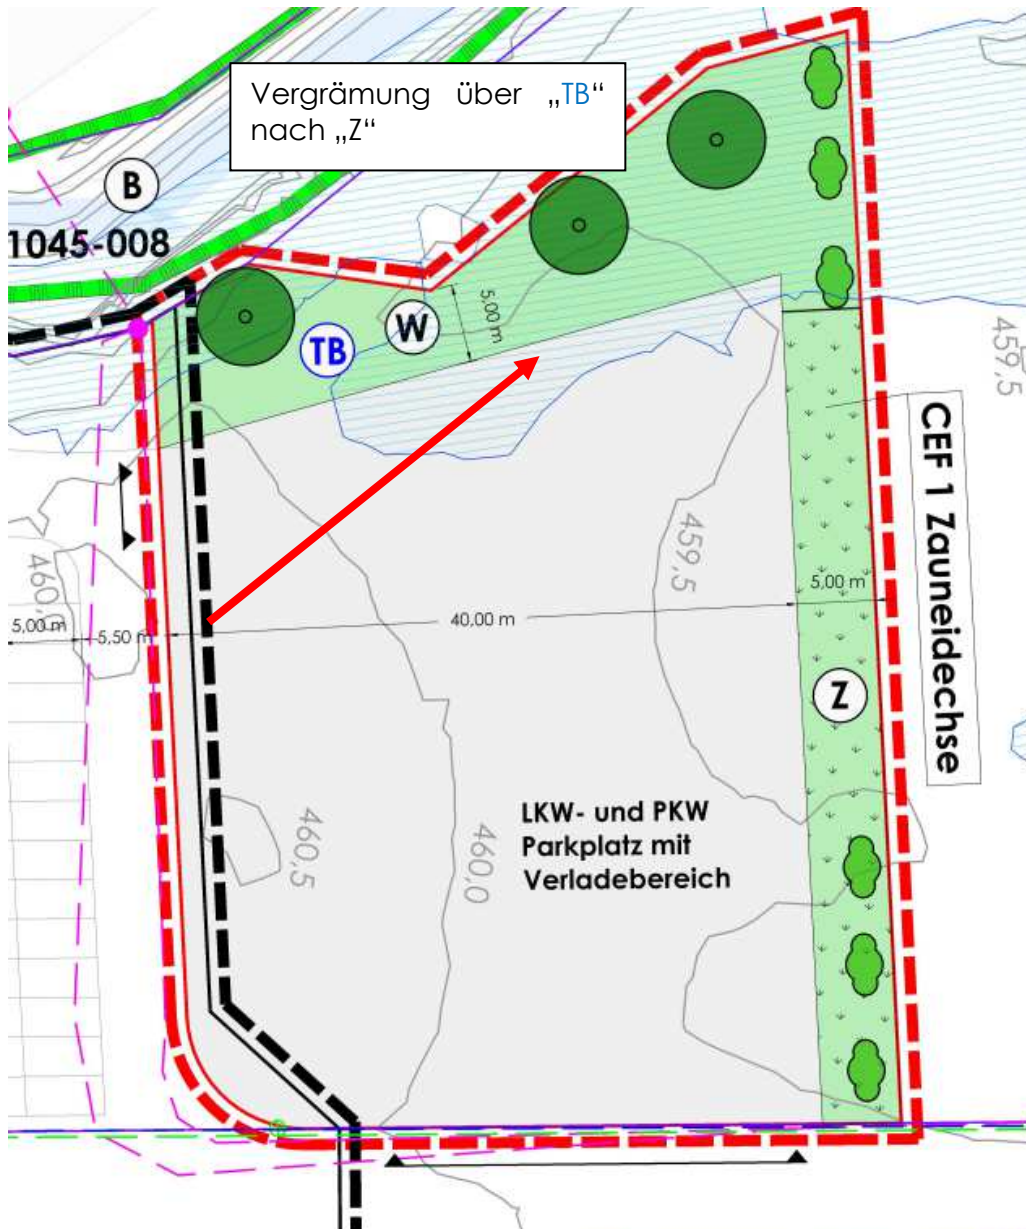 Vergrämung über „TB“
nach „Z“
B
1045-008
TB
W
5,00 m
459,5
CEF 1 Zauneidechse
459,5
460,0
5,00 m
5,50 m
40,00 m
5,00 m
Z
LKW- und PKW
Parkplatz mit
Verladebereich
460,5
460,0